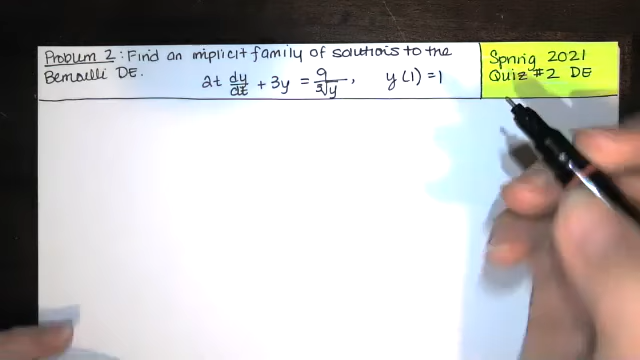 Problem 2: Find an implicit family of solutions to the
Bernoulli DE.
2t dy/dt + 3y = 9/∛y, y(1) = 1
Spring 2021
Quiz #2 DE